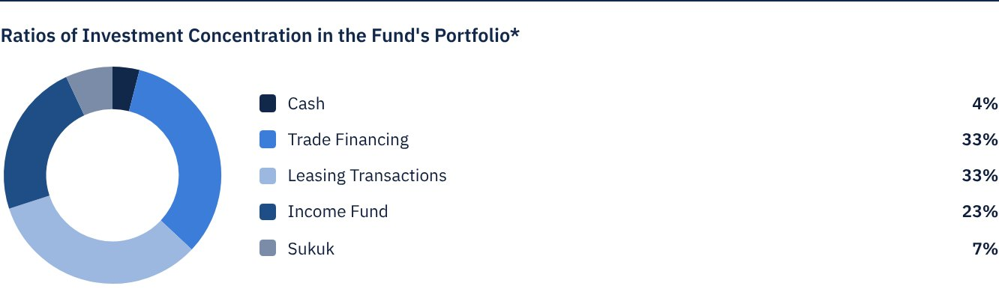 Ratios of Investment Concentration in the Fund's Portfolio*
Cash 4%
Trade Financing 33%
Leasing Transactions 33%
Income Fund 23%
Sukuk 7%